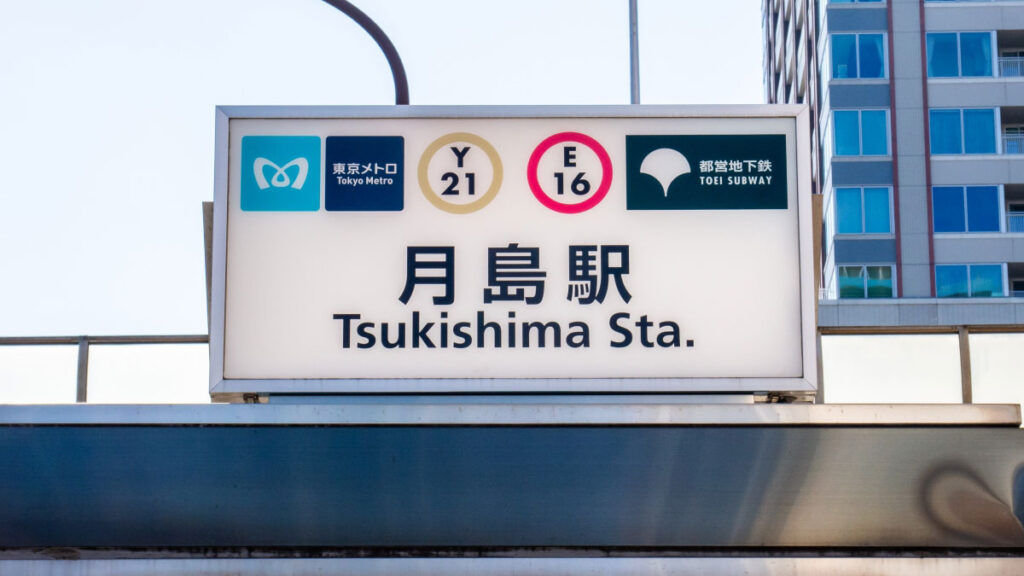 東京メトロ
Tokyo Metro
Y
21
E
16
都営地下鉄
TOEI SUBWAY
月島駅
Tsukishima Sta.